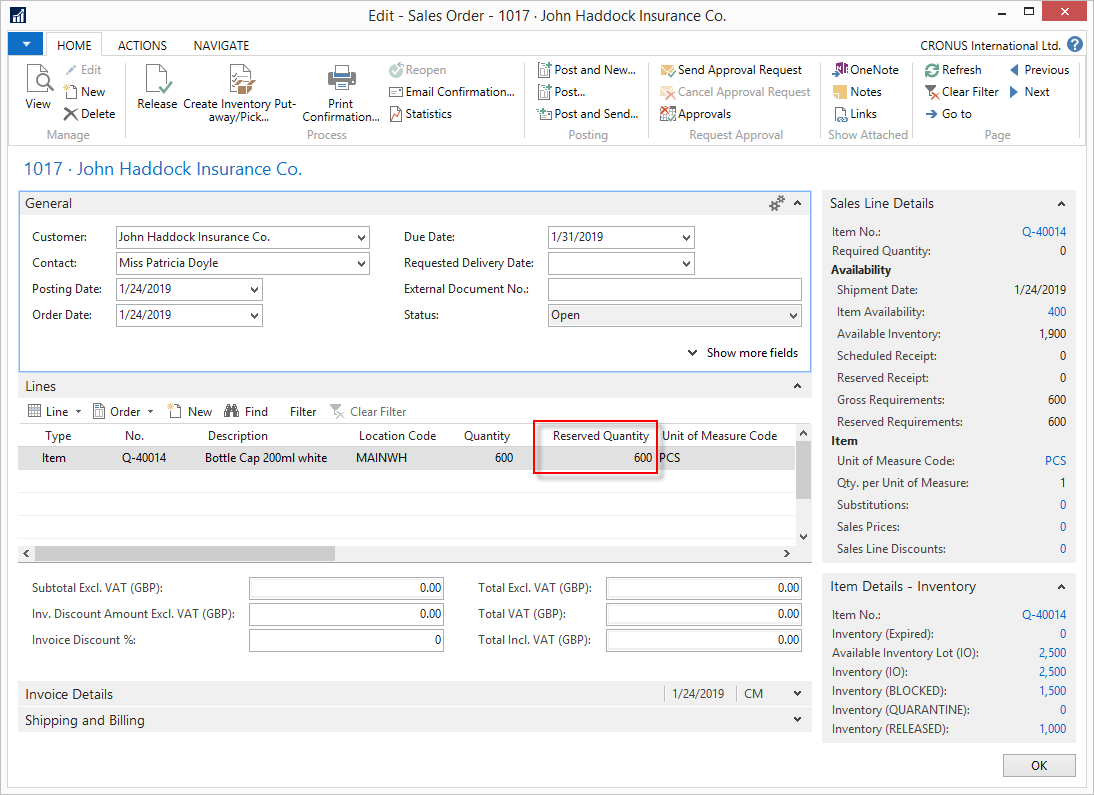 Edit - Sales Order - 1017 · John Haddock Insurance Co.
HOME ACTIONS NAVIGATE CRONUS International Ltd. ?
View
Edit
New
Delete
Manage
Release
Create Inventory Put-away/Pick...
Print Confirmation...
Reopen
Email Confirmation...
Statistics
Process
Post and New...
Post...
Post and Send...
Posting
Send Approval Request
Cancel Approval Request
Approvals
Request Approval
OneNote
Notes
Links
Show Attached
Refresh
Clear Filter
Go to
Previous
Next
Page
1017 · John Haddock Insurance Co.
General
Customer: John Haddock Insurance Co.
Contact: Miss Patricia Doyle
Posting Date: 1/24/2019
Order Date: 1/24/2019
Due Date: 1/31/2019
Requested Delivery Date:
External Document No.:
Status: Open
Show more fields
Lines
Line Order New Find Filter Clear Filter
Type No. Description Location Code Quantity Reserved Quantity Unit of Measure Code
Item Q-40014 Bottle Cap 200ml white MAINWH 600 600 PCS
Subtotal Excl. VAT (GBP): 0.00
Inv. Discount Amount Excl. VAT (GBP): 0.00
Invoice Discount %: 0
Total Excl. VAT (GBP): 0.00
Total VAT (GBP): 0.00
Total Incl. VAT (GBP): 0.00
Invoice Details 1/24/2019 CM
Shipping and Billing
Sales Line Details
Item No.: Q-40014
Required Quantity: 0
Availability
Shipment Date: 1/24/2019
Item Availability: 400
Available Inventory: 1,900
Scheduled Receipt: 0
Reserved Receipt: 0
Gross Requirements: 600
Reserved Requirements: 600
Item
Unit of Measure Code: PCS
Qty. per Unit of Measure: 1
Substitutions: 0
Sales Prices: 0
Sales Line Discounts: 0
Item Details - Inventory
Item No.: Q-40014
Inventory (Expired): 0
Available Inventory Lot (IO): 2,500
Inventory (IO): 2,500
Inventory (BLOCKED): 1,500
Inventory (QUARANTINE): 0
Inventory (RELEASED): 1,000
OK